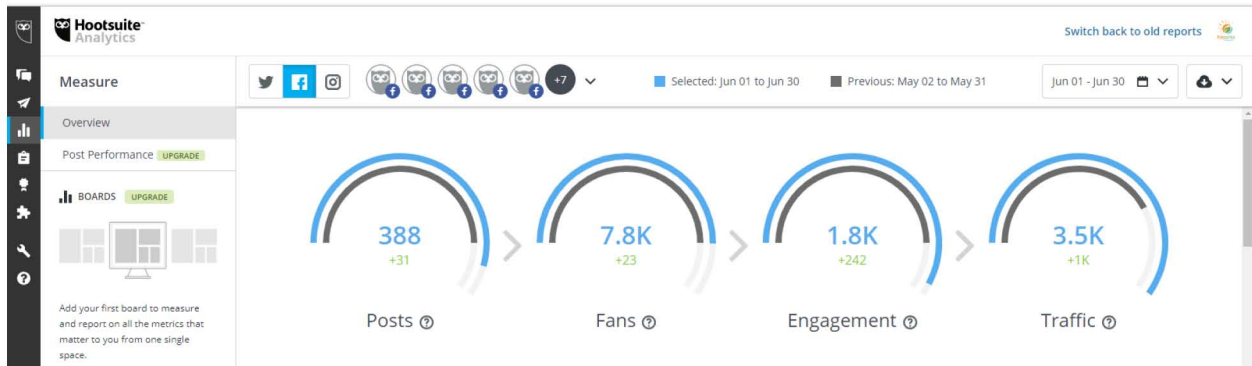 Hootsuite™
Analytics
Switch back to old reports
Measure
+7
Selected: Jun 01 to Jun 30
Previous: May 02 to May 31
Jun 01 - Jun 30
Overview
Post Performance UPGRADE
BOARDS UPGRADE
Add your first board to measure
and report on all the metrics that
matter to you from one single
space.
388
+31
Posts
7.8K
+23
Fans
1.8K
+242
Engagement
3.5K
+1K
Traffic